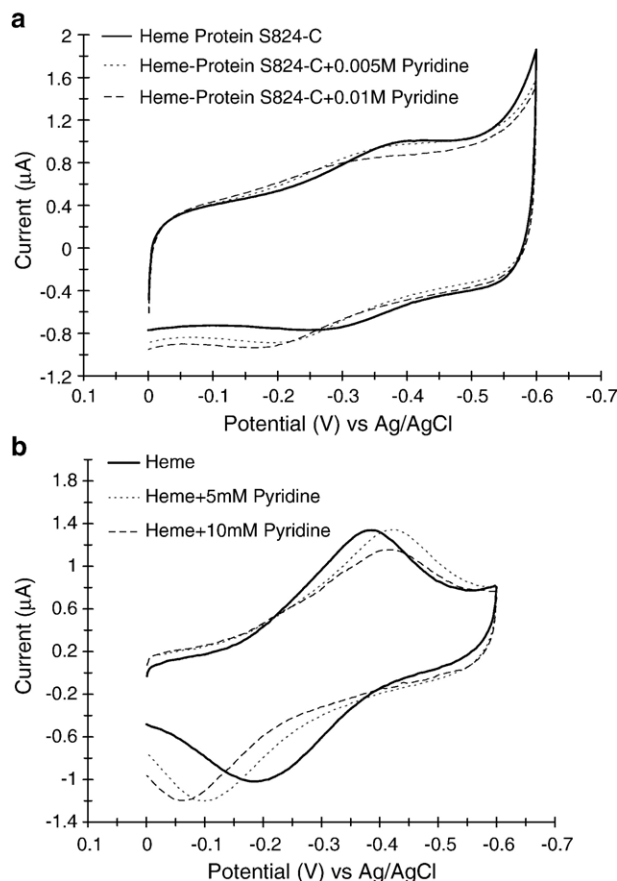 a
Heme Protein S824-C
Heme-Protein S824-C+0.005M Pyridine
Heme-Protein S824-C+0.01M Pyridine
2
1.6
1.2
0.8
0.4
0
-0.4
-0.8
-1.2
Current (µA)
0.1 0 -0.1 -0.2 -0.3 -0.4 -0.5 -0.6 -0.7
Potential (V) vs Ag/AgCl
b
Heme
Heme+5mM Pyridine
Heme+10mM Pyridine
1.8
1.4
1
0.6
0.2
-0.2
-0.6
-1
-1.4
Current (µA)
0.1 0 -0.1 -0.2 -0.3 -0.4 -0.5 -0.6 -0.7
Potential (V) vs Ag/AgCl